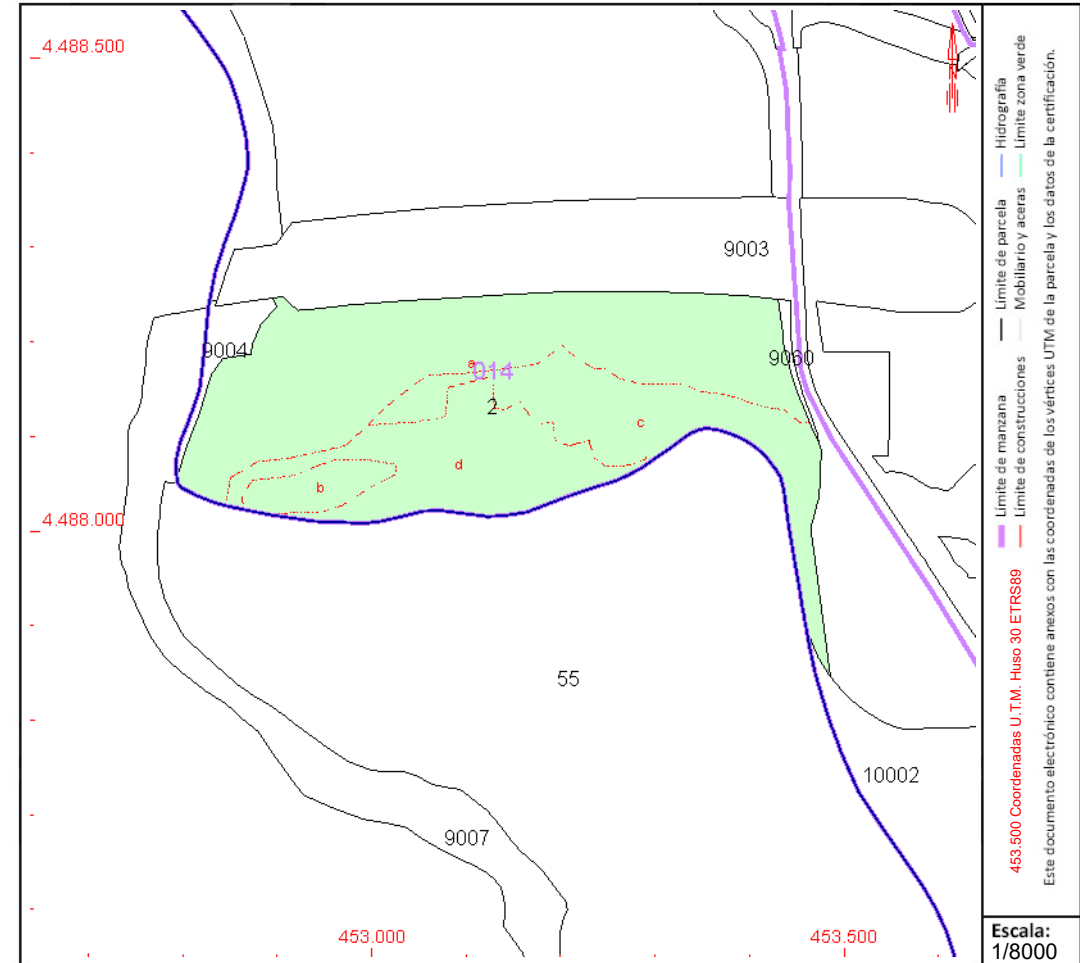 4.488.500
9003
9004
9060
014
a
2
c
d
b
4.488.000
55
10002
9007
453.000
453.500
Límite de manzana
Límite de parcela
Hidrografía
Límite de construcciones
Mobiliario y aceras
Límite zona verde
453.500 Coordenadas U.T.M. Huso 30 ETRS89
Este documento electrónico contiene anexos con las coordenadas de los vértices UTM de la parcela y los datos de la certificación.
Escala:
1/8000